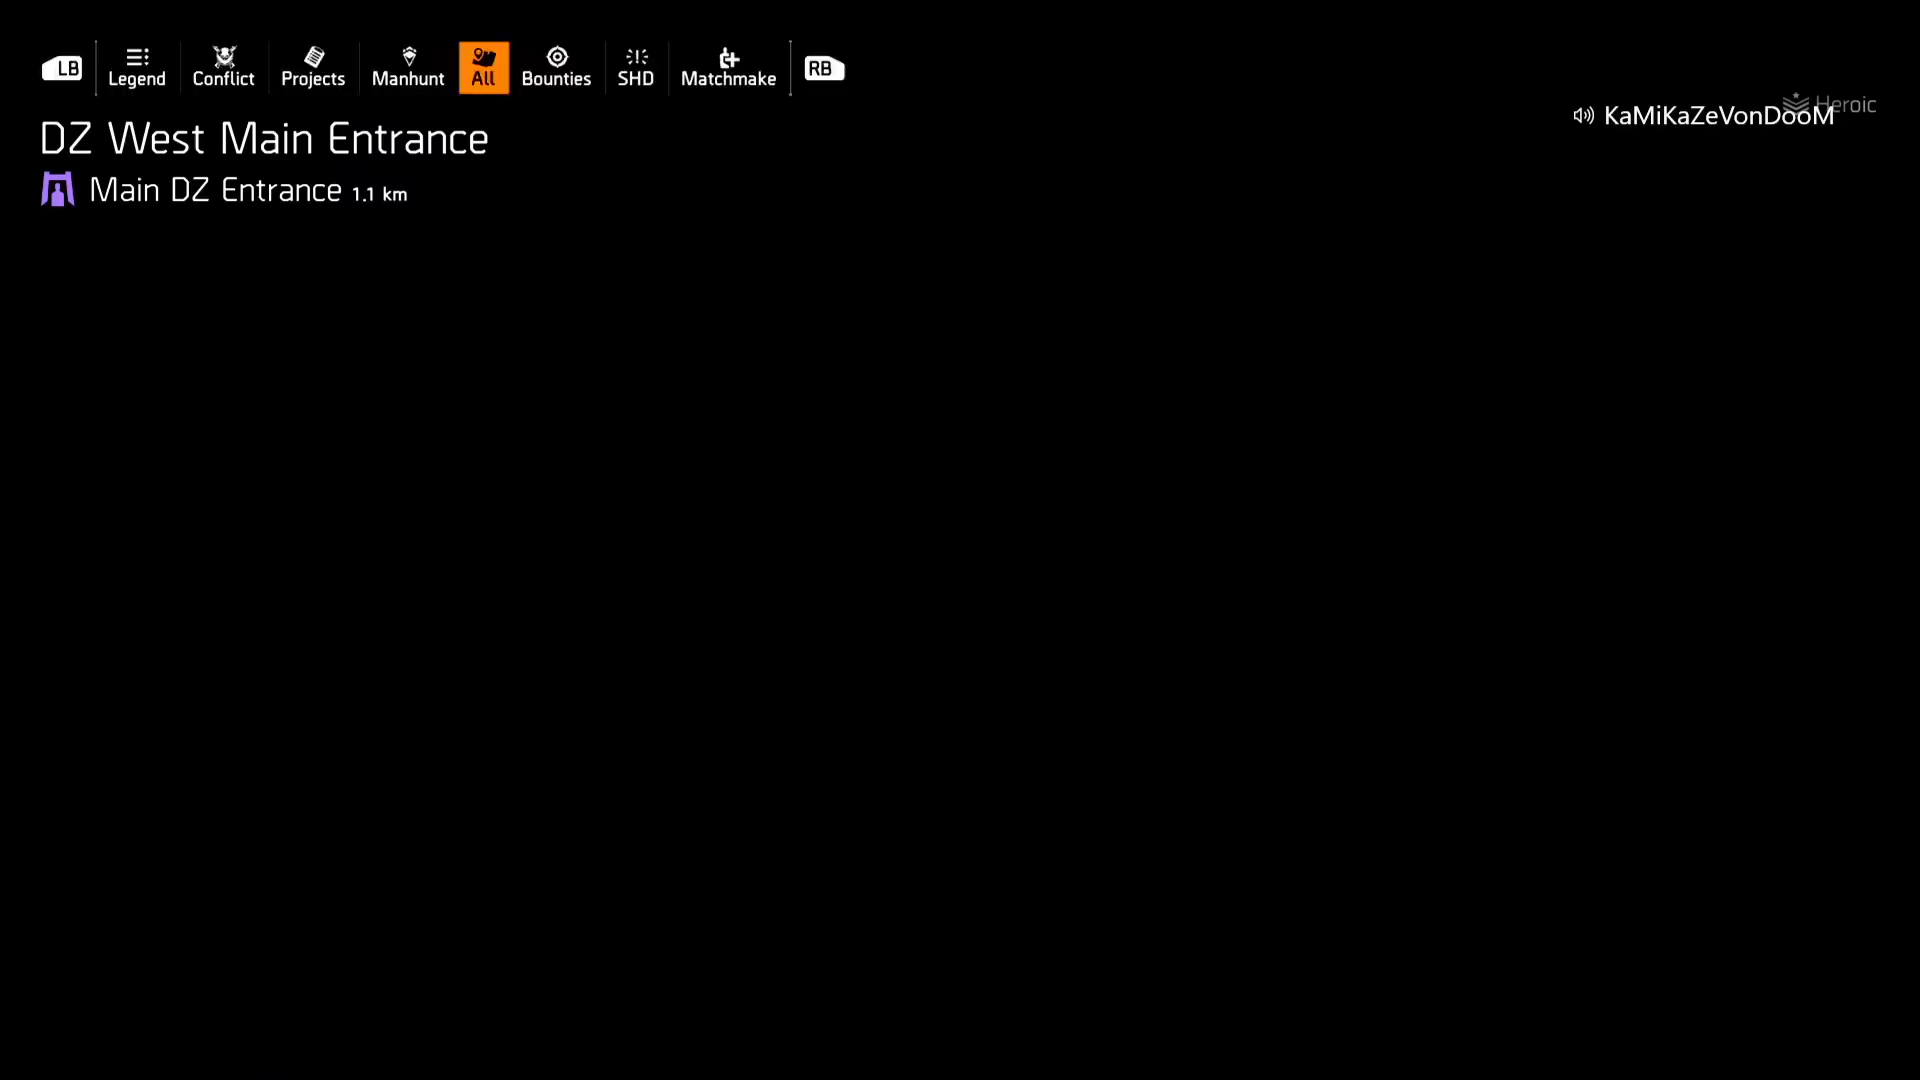 LB Legend Conflict Projects Manhunt All Bounties SHD Matchmake RB
Heroic
KaMiKaZeVonDooM
DZ West Main Entrance
Main DZ Entrance 1.1 km